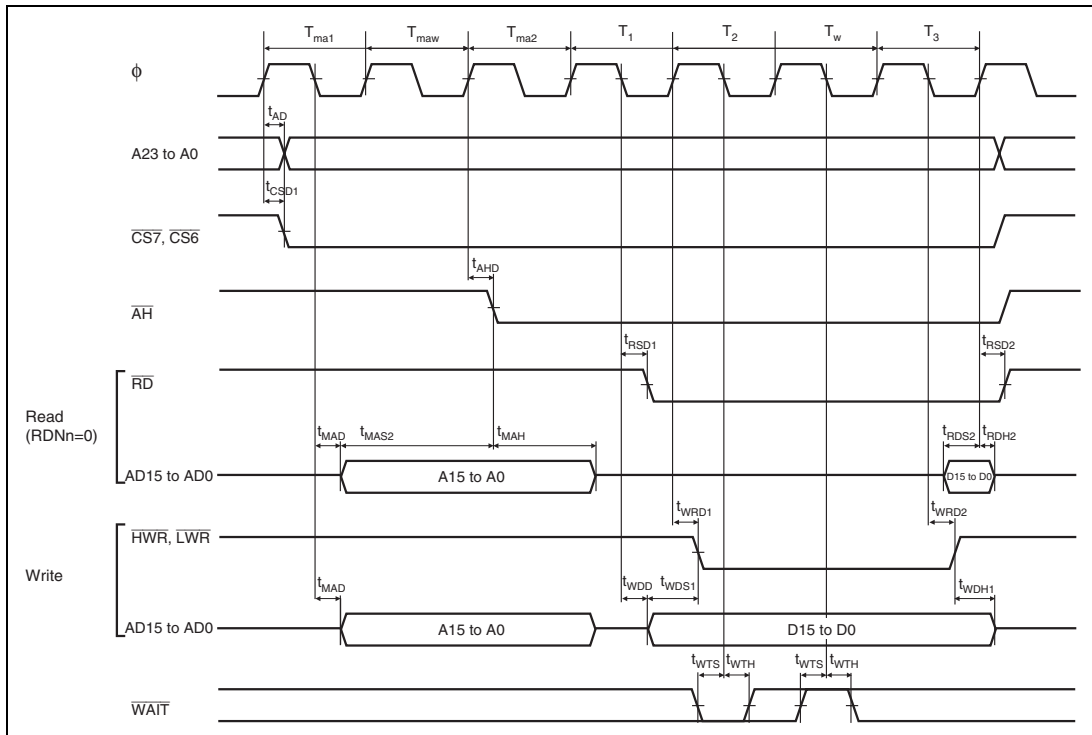 Tma1 Tmaw Tma2 T1 T2 Tw T3
ϕ
tAD
A23 to A0
tCSD1
CS7, CS6
tAHD
AH
tRSD1 tRSD2
RD
Read
(RDNn=0)
tMAD tMAS2 tMAH tRDS2 tRDH2
AD15 to AD0 A15 to A0 D15 to D0
tWRD1 tWRD2
HWR, LWR
Write
tMAD tWDD tWDS1 tWDH1
AD15 to AD0 A15 to A0 D15 to D0
tWTS tWTH tWTS tWTH
WAIT